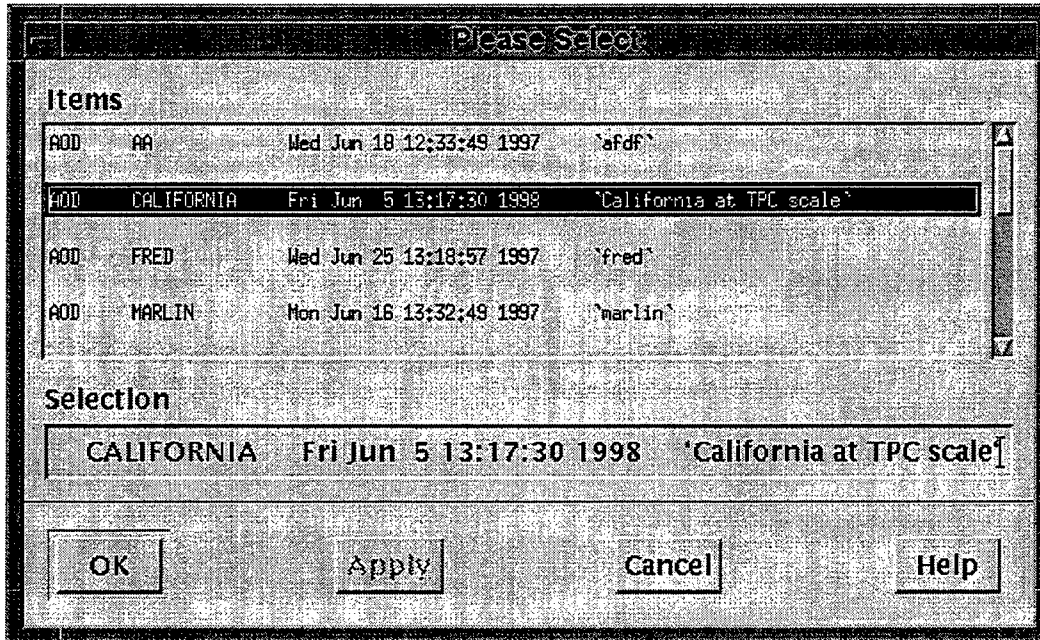 Please Select
Items
AOD AA Wed Jun 18 12:33:49 1997 `afdf`
AOD CALIFORNIA Fri Jun 5 13:17:30 1998 `California at TPC scale`
AOD FRED Wed Jun 25 13:18:57 1997 `fred`
AOD MARLIN Mon Jun 16 13:32:49 1997 `marlin`
Selection
CALIFORNIA Fri Jun 5 13:17:30 1998 `California at TPC scale`
OK Apply Cancel Help